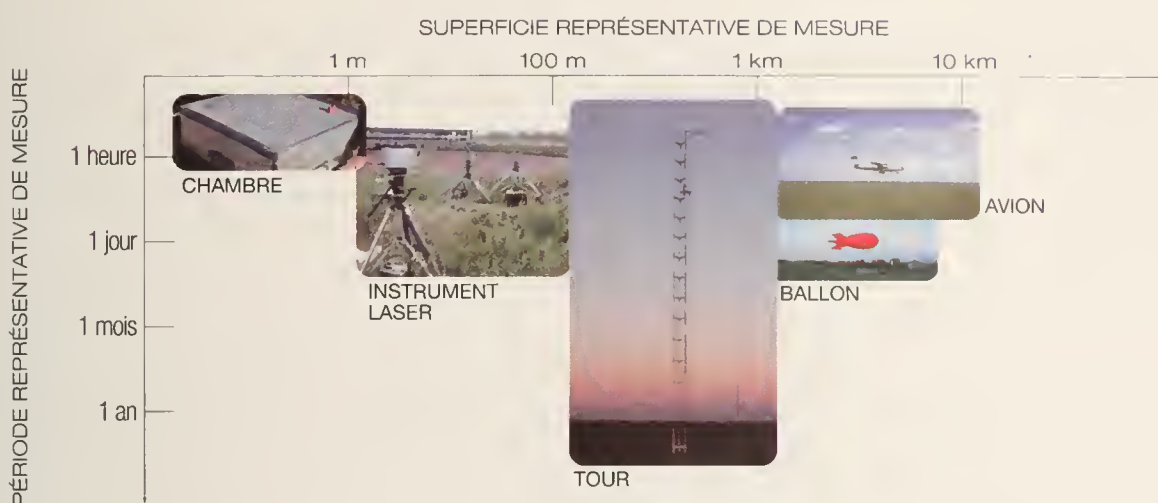 SUPERFICIE REPRÉSENTATIVE DE MESURE
1 m 100 m 1 km 10 km
PÉRIODE REPRÉSENTATIVE DE MESURE
1 heure
1 jour
1 mois
1 an
CHAMBRE
INSTRUMENT
LASER
TOUR
AVION
BALLON